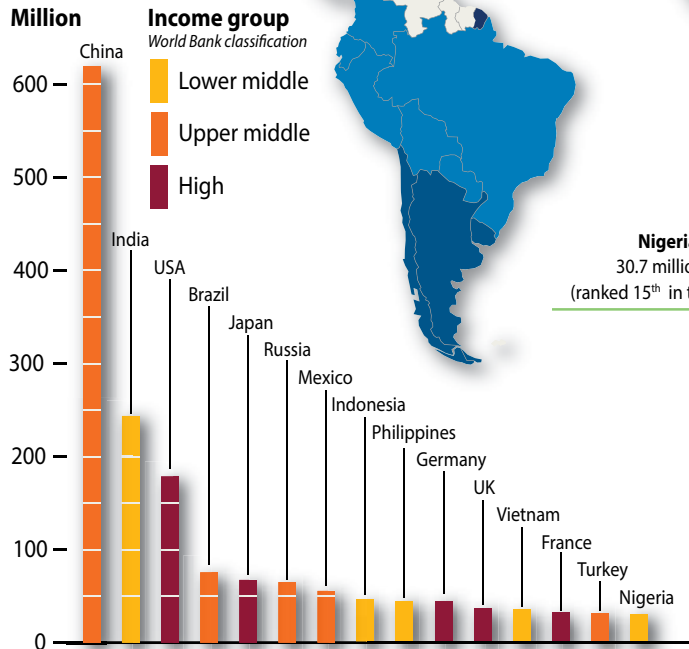 Million
Income group
World Bank classification
Lower middle
Upper middle
High
600
500
400
300
200
100
0
China
India
USA
Brazil
Japan
Russia
Mexico
Indonesia
Philippines
Germany
UK
Vietnam
France
Turkey
Nigeria
Nigeria
30.7
(ranked 15th in